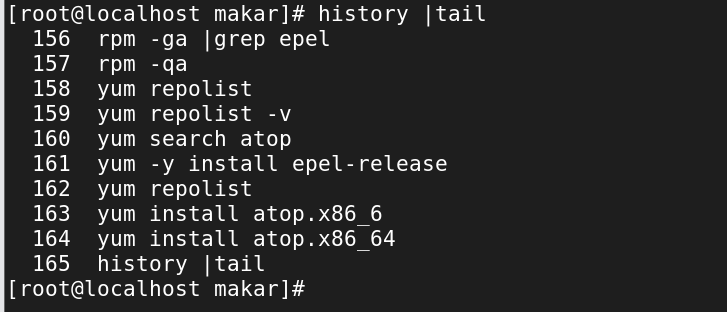 [root@localhost makar]# history |tail
156 rpm -ga |grep epel
157 rpm -qa
158 yum repolist
159 yum repolist -v
160 yum search atop
161 yum -y install epel-release
162 yum repolist
163 yum install atop.x86_6
164 yum install atop.x86_64
165 history |tail
[root@localhost makar]#